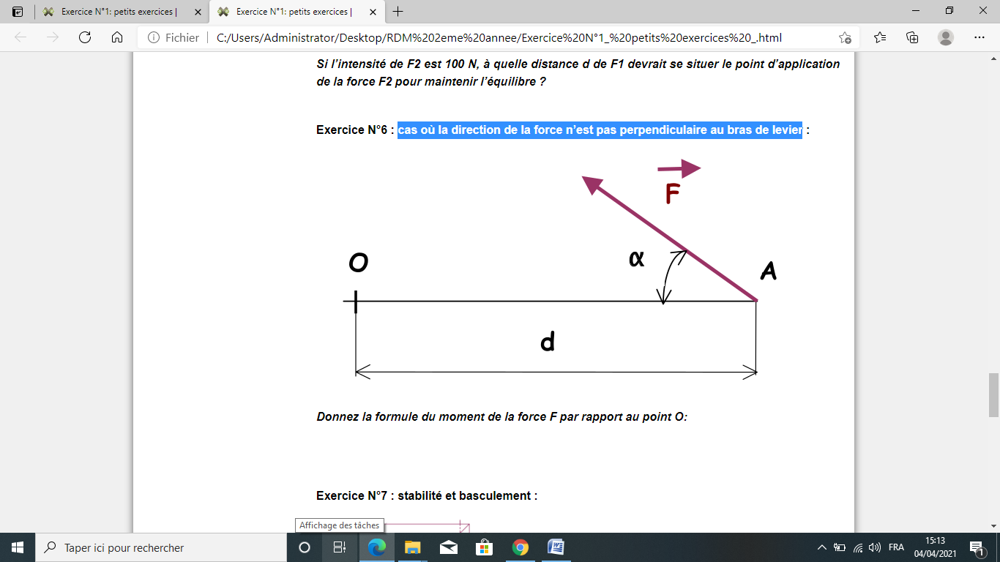 Exercice N°1: petits exercices |
Exercice N°1: petits exercices |
Fichier
C:/Users/Administrator/Desktop/RDM%202eme%20annee/Exercice%20N°1_%20petits%20exercices%20_.html
Si l'intensité de F2 est 100 N, à quelle distance d de F1 devrait se situer le point d'application
de la force F2 pour maintenir l'équilibre ?
Exercice N°6 : cas où la direction de la force n'est pas perpendiculaire au bras de levier :
F
α
O
A
d
Donnez la formule du moment de la force F par rapport au point O:
Exercice N°7 : stabilité et basculement :
Affichage des tâches
Taper ici pour rechercher
FRA
15:13
04/04/2021
1